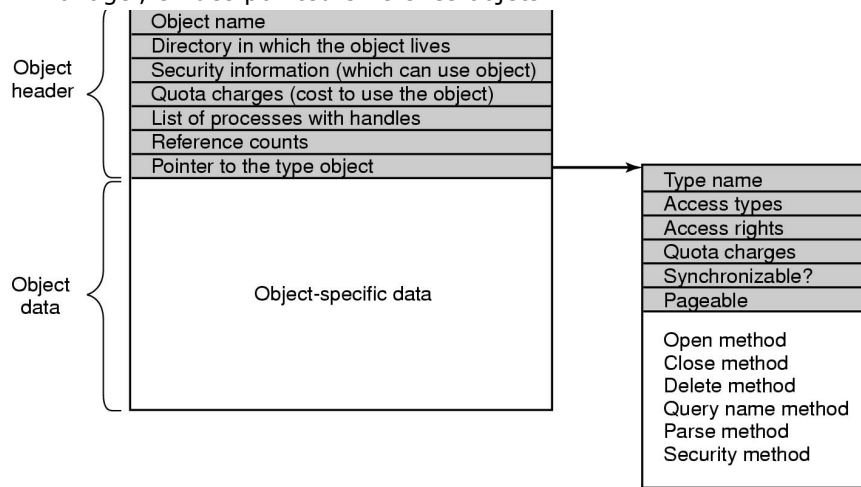 Object name
Directory in which the object lives
Security information (which can use object)
Quota charges (cost to use the object)
List of processes with handles
Reference counts
Pointer to the type object
Object
header
Object
data
Object-specific data
Type name
Access types
Access rights
Quota charges
Synchronizable?
Pageable
Open method
Close method
Delete method
Query name method
Parse method
Security method